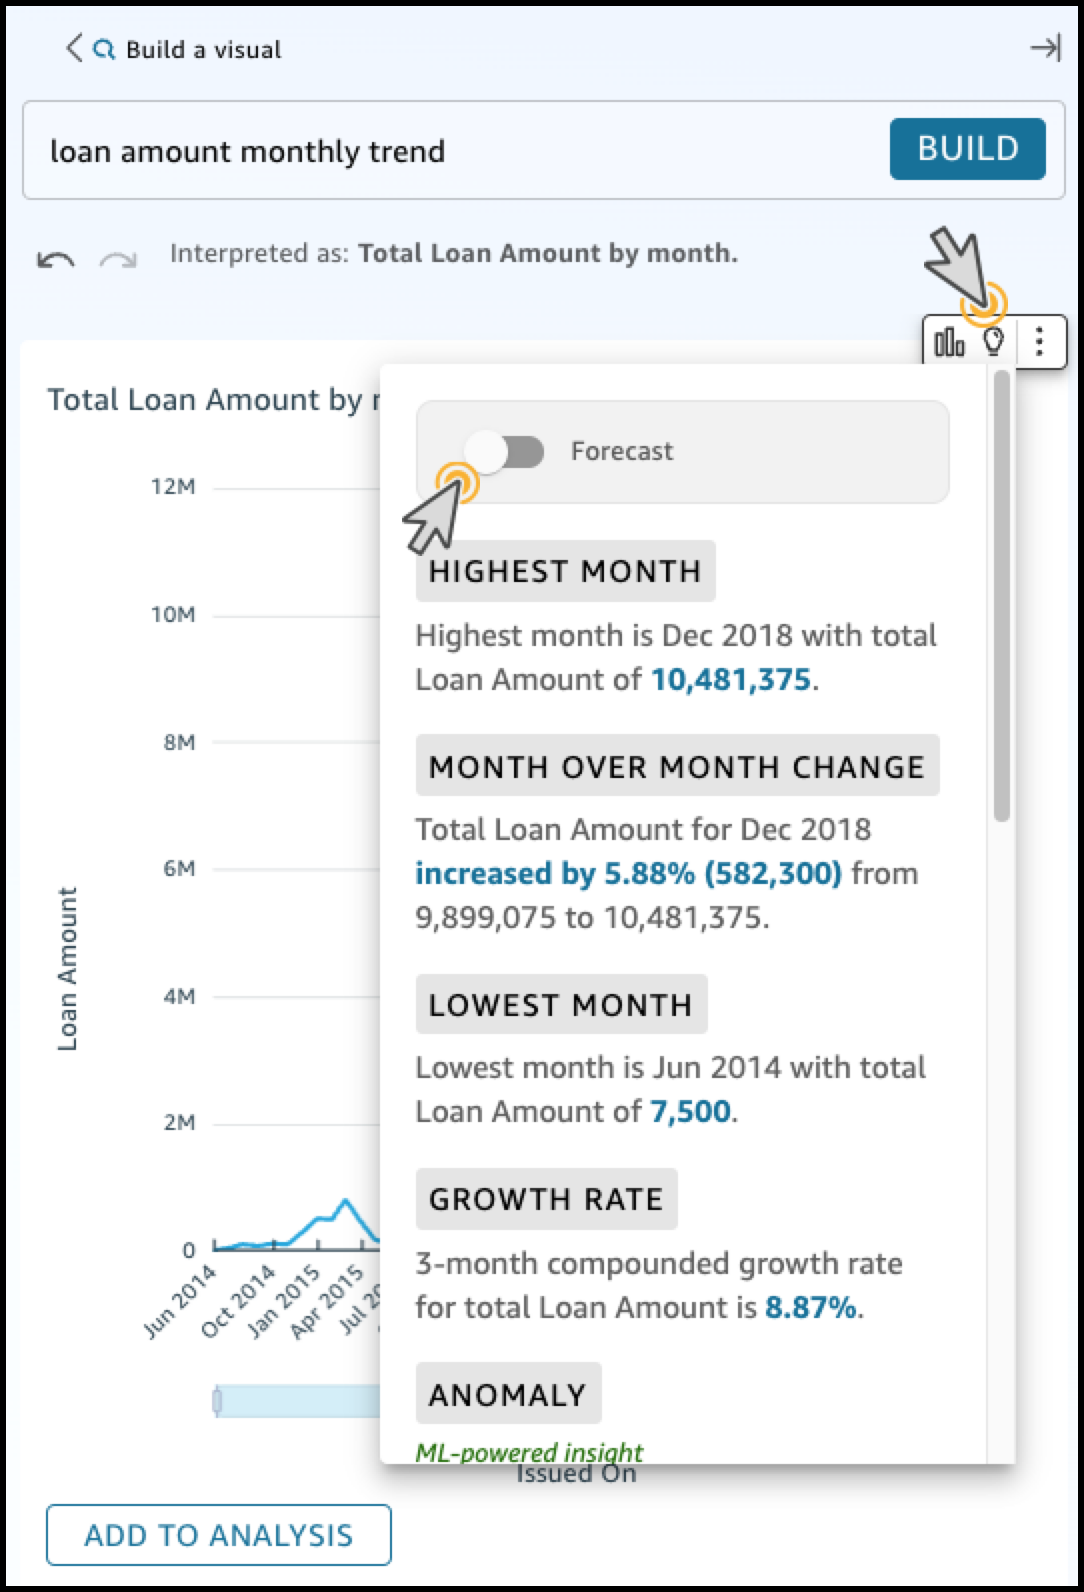 Build a visual
loan amount monthly trend
BUILD
Interpreted as: Total Loan Amount by month.
Total Loan Amount by
12M
10M
8M
6M
4M
2M
0
Loan Amount
Jun 2014
Oct 2014
Jan 2015
Apr 2015
Jul 20
Forecast
HIGHEST MONTH
Highest month is Dec 2018 with total
Loan Amount of 10,481,375.
MONTH OVER MONTH CHANGE
Total Loan Amount for Dec 2018
increased by 5.88% (582,300) from
9,899,075 to 10,481,375.
LOWEST MONTH
Lowest month is Jun 2014 with total
Loan Amount of 7,500.
GROWTH RATE
3-month compounded growth rate
for total Loan Amount is 8.87%.
ANOMALY
ML-powered insight
Issued On
ADD TO ANALYSIS